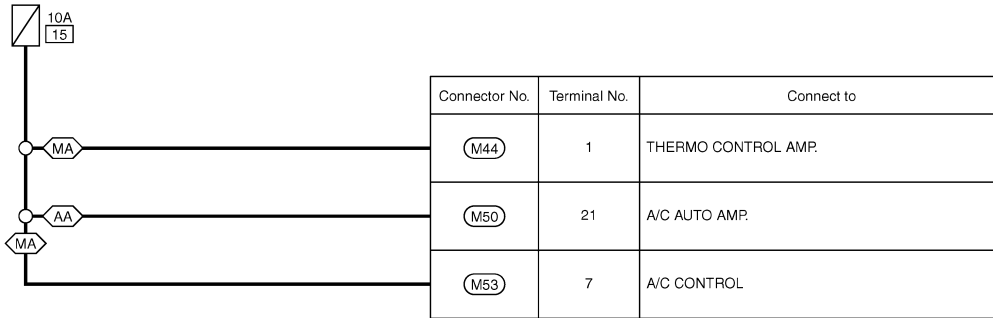 10A
15
Connector No. Terminal No. Connect to
MA M44 1 THERMO CONTROL AMP.
AA M50 21 A/C AUTO AMP.
MA
M53 7 A/C CONTROL